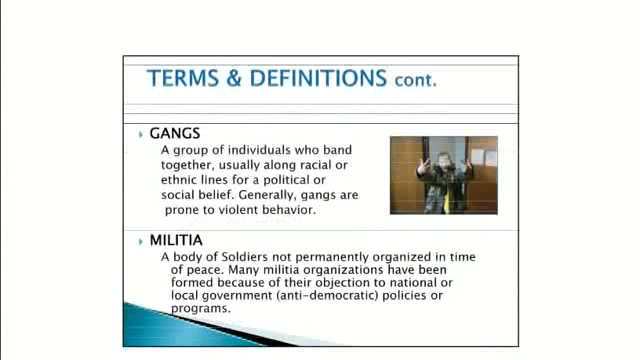 TERMS & DEFINITIONS cont.
GANGS
A group of individuals who band
together, usually along racial or
ethnic lines for a political or
social belief. Generally, gangs are
prone to violent behavior.
MILITIA
A body of Soldiers not permanently organized in time
of peace. Many militia organizations have been
formed because of their objection to national or
local government (anti-democratic) policies or
programs.